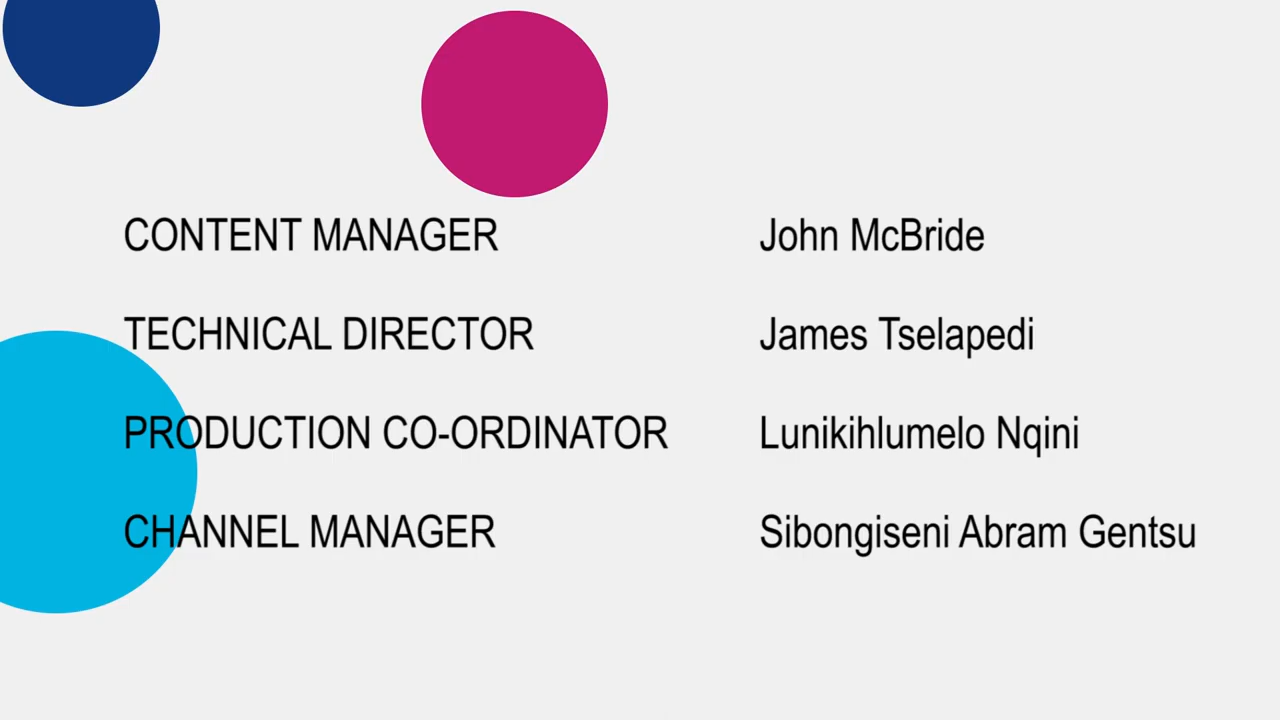 CONTENT MANAGER John McBride
TECHNICAL DIRECTOR James Tselapedi
PRODUCTION CO-ORDINATOR Lunikihlumelo Nqini
CHANNEL MANAGER Sibongiseni Abram Gentsu